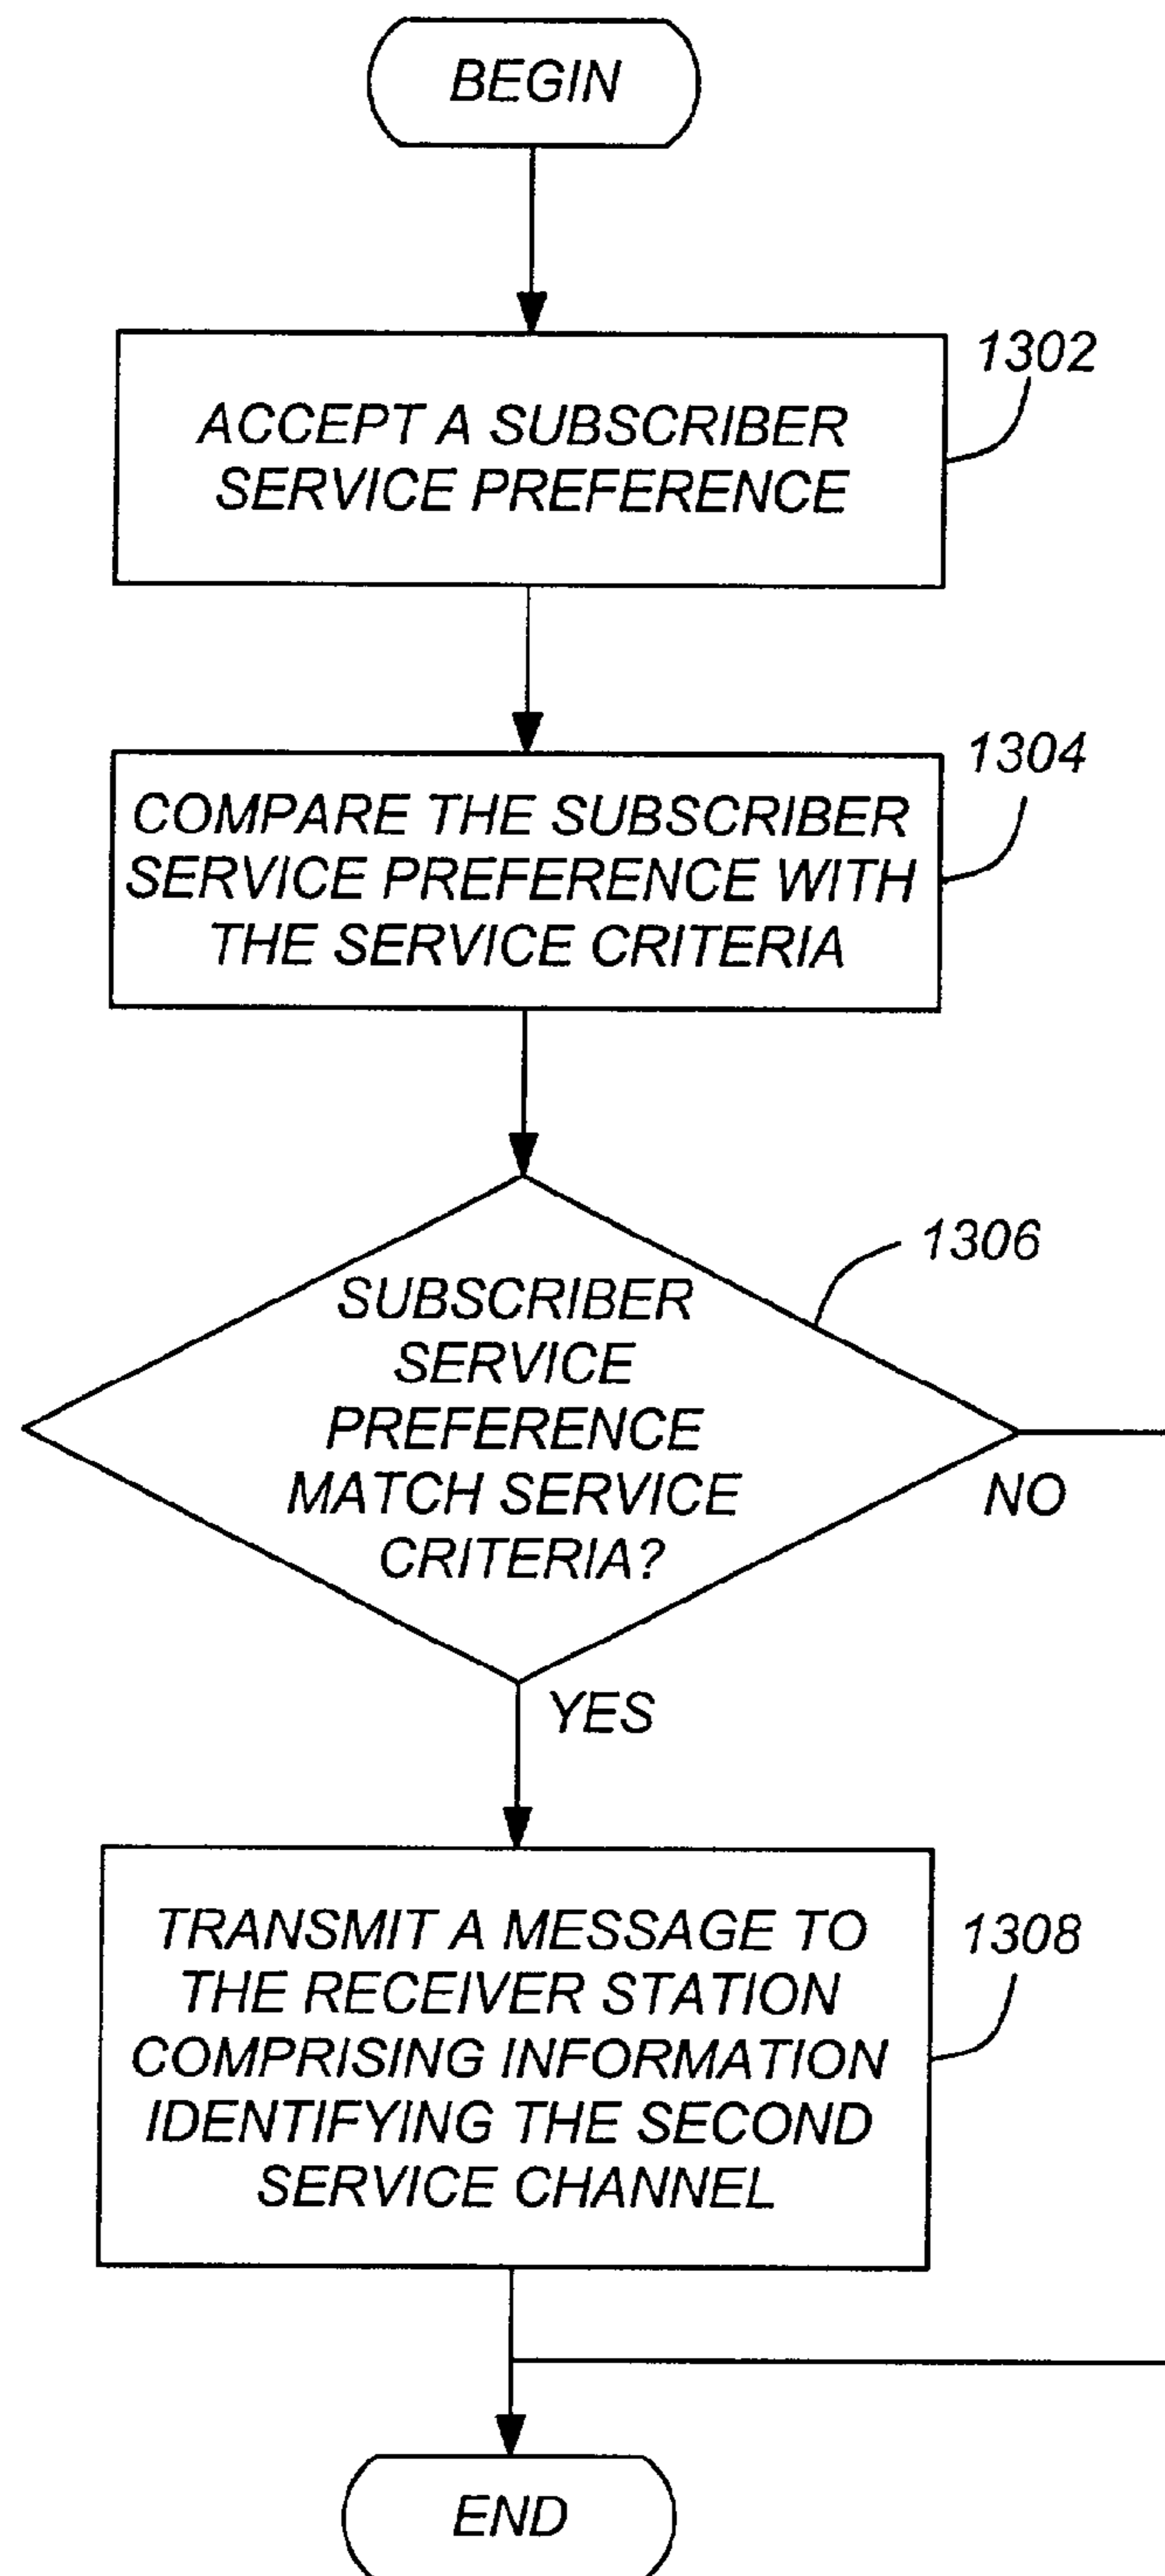 BEGIN
1302
ACCEPT A SUBSCRIBER
SERVICE PREFERENCE
1304
COMPARE THE SUBSCRIBER
SERVICE PREFERENCE WITH
THE SERVICE CRITERIA
1306
SUBSCRIBER
SERVICE
PREFERENCE
MATCH SERVICE
CRITERIA?
NO
YES
TRANSMIT A MESSAGE TO
THE RECEIVER STATION
COMPRISING INFORMATION
IDENTIFYING THE SECOND
SERVICE CHANNEL
1308
END